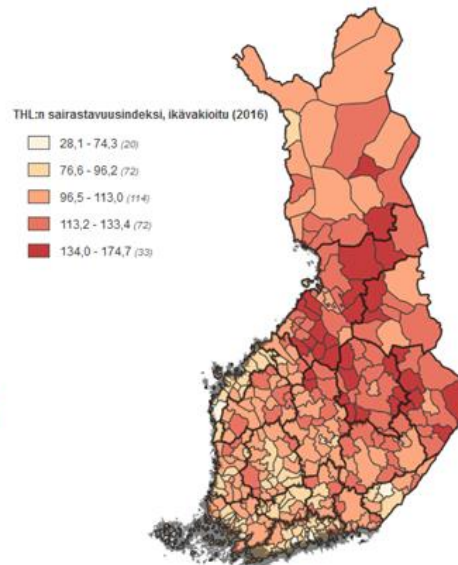 THL:n sairastavuusindeksi, ikävakioitu (2016)
28,1 - 74,3 (20)
76,6 - 96,2 (72)
96,5 - 113,0 (114)
113,2 - 133,4 (72)
134,0 - 174,7 (33)